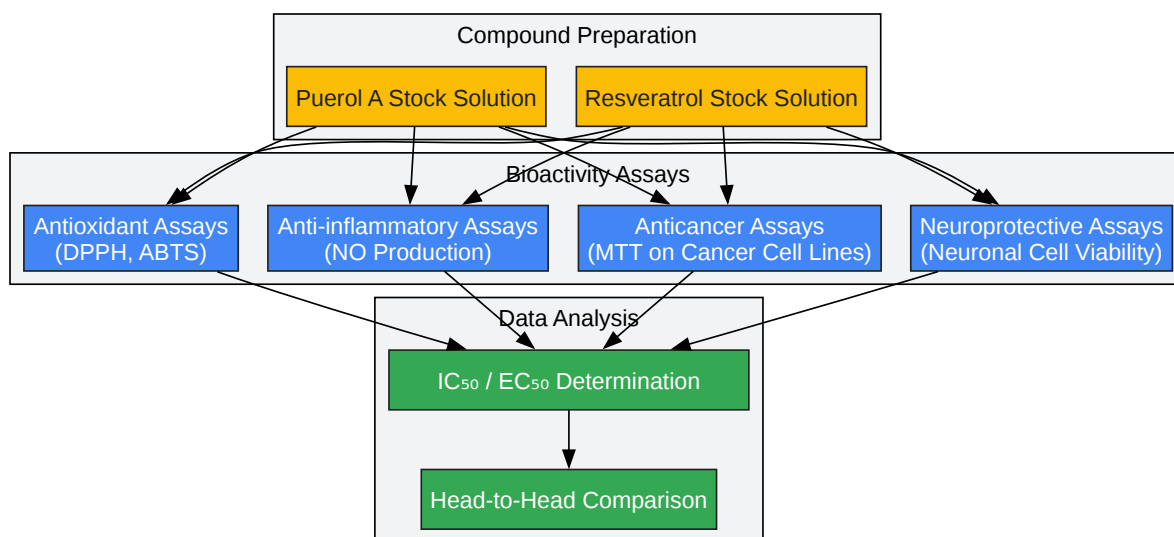 Compound Preparation
Puerol A Stock Solution
Resveratrol Stock Solution
Bioactivity Assays
Antioxidant Assays
(DPPH, ABTS)
Anti-inflammatory Assays
(NO Production)
Anticancer Assays
(MTT on Cancer Cell Lines)
Neuroprotective Assays
(Neuronal Cell Viability)
Data Analysis
IC₅₀ / EC₅₀ Determination
Head-to-Head Comparison